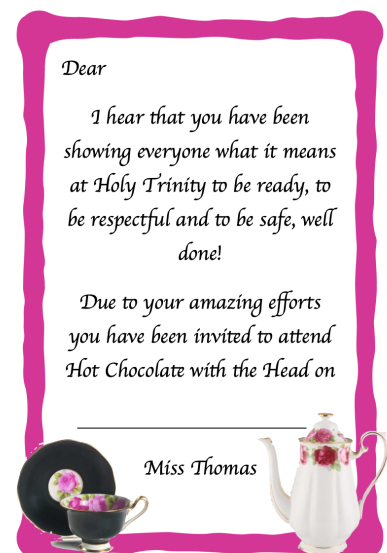 Dear
I hear that you have been
showing everyone what it means
at Holy Trinity to be ready, to
be respectful and to be safe, well
done!
Due to your amazing efforts
you have been invited to attend
Hot Chocolate with the Head on
Miss Thomas